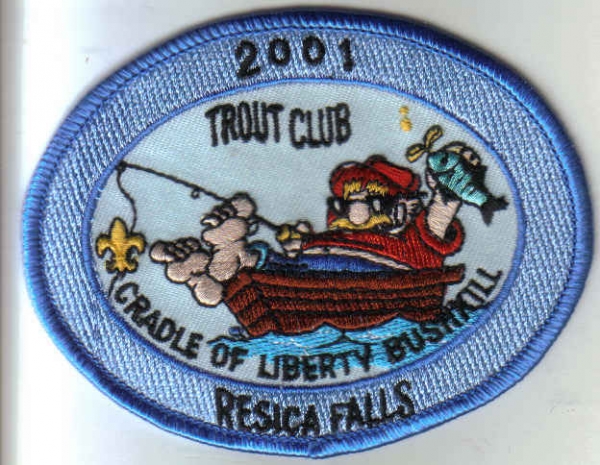 2001
TROUT CLUB
CRADLE OF LIBERTY BUSHKILL
RESICA FALLS